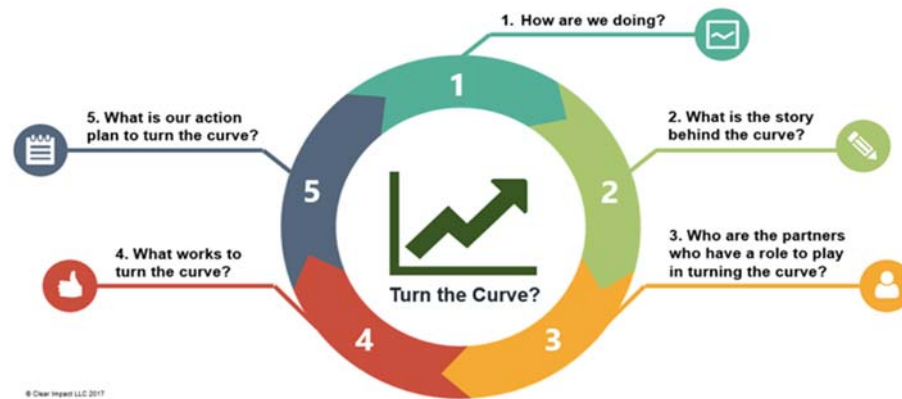 1. How are we doing?
1
5. What is our action
plan to turn the curve?
2. What is the story
behind the curve?
5
2
4. What works to
turn the curve?
3. Who are the partners
who have a role to play
in turning the curve?
Turn the Curve?
4
3
© Clear Impact LLC 2017